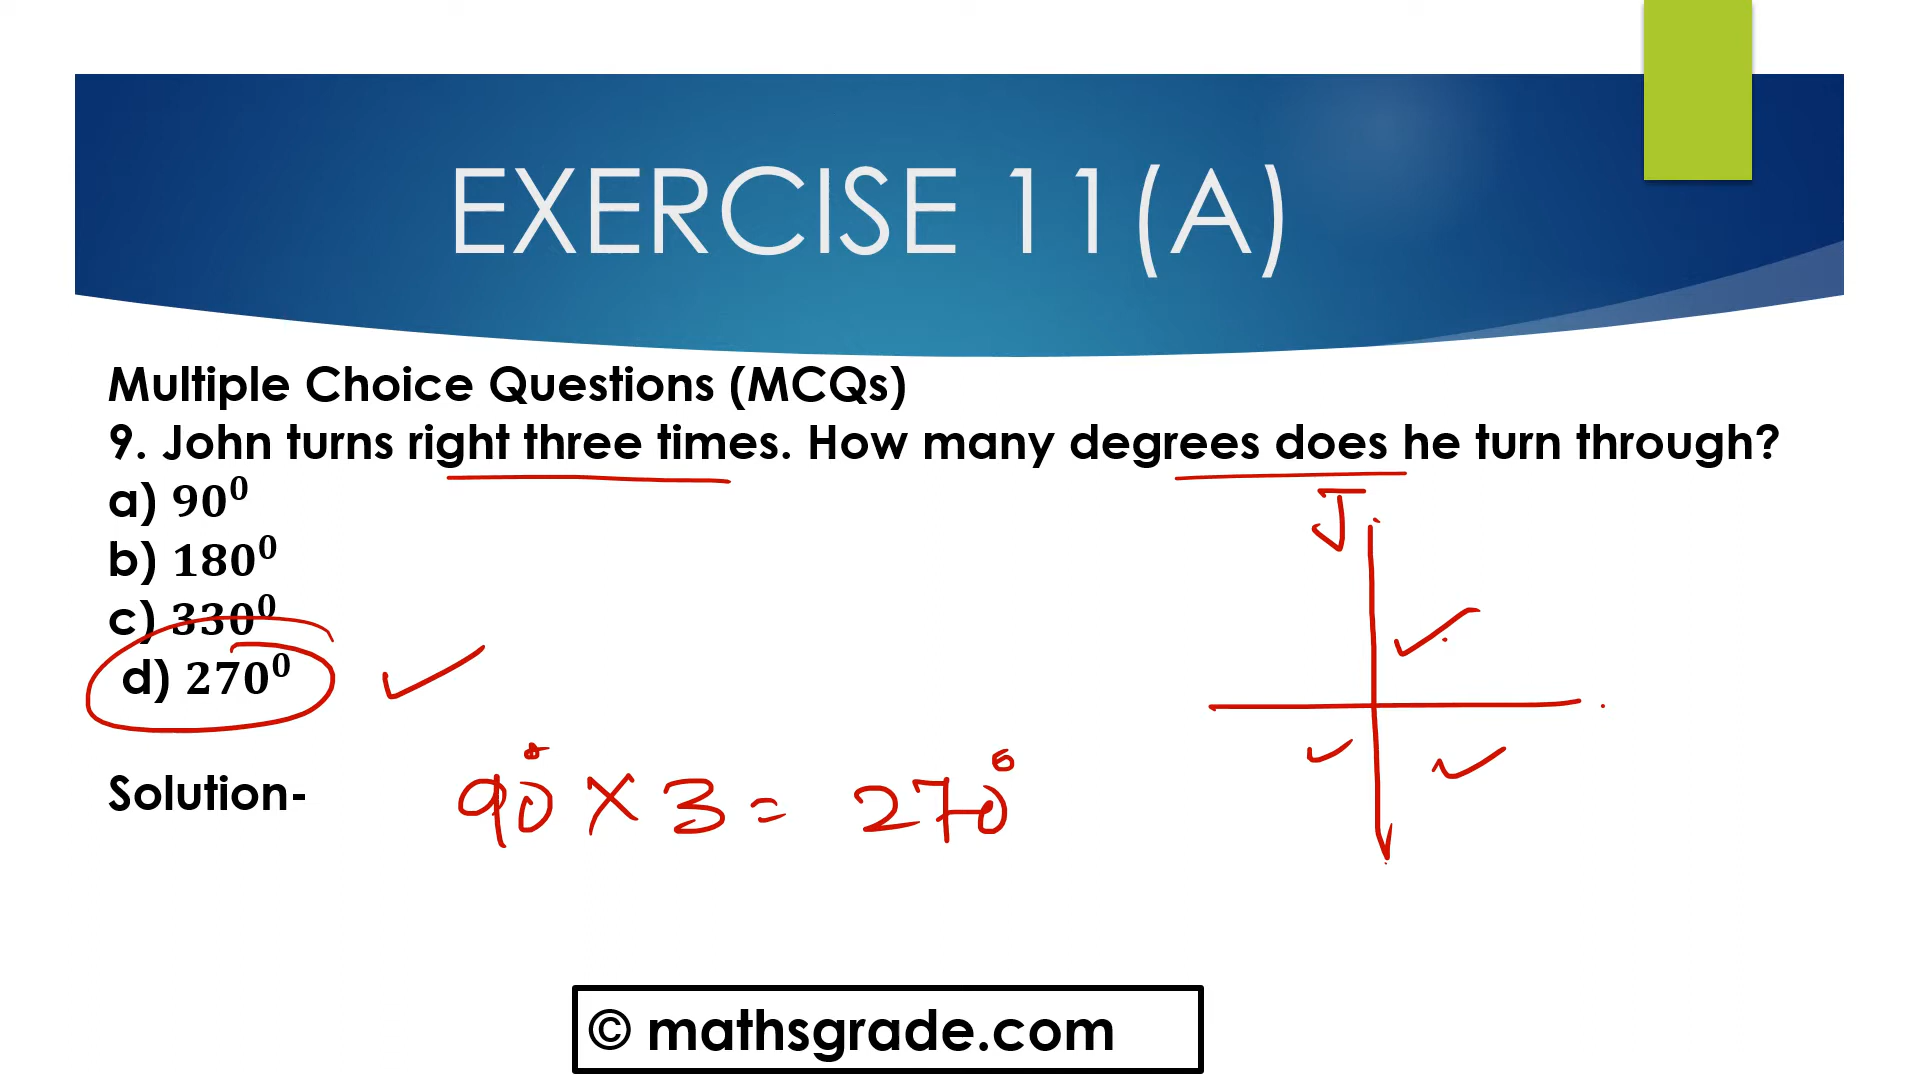 EXERCISE 11(A)
Multiple Choice Questions (MCQs)
9. John turns right three times. How many degrees does he turn through?
a) 90⁰
b) 180⁰
c) 330⁰
d) 270⁰
J
Solution- 90° × 3 = 270°
© mathsgrade.com